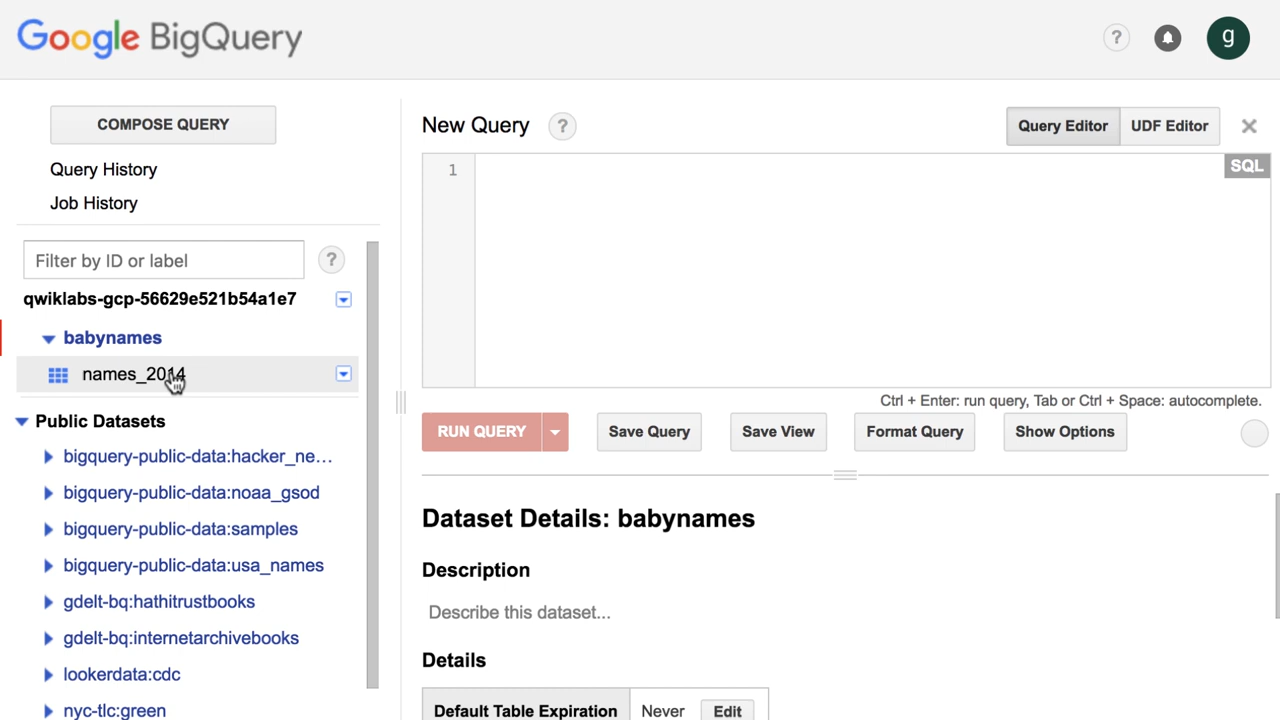 Google BigQuery
? g
COMPOSE QUERY
Query History
Job History
Filter by ID or label ?
qwiklabs-gcp-56629e521b54a1e7
babynames
names_2014
Public Datasets
bigquery-public-data:hacker_ne...
bigquery-public-data:noaa_gsod
bigquery-public-data:samples
bigquery-public-data:usa_names
gdelt-bq:hathitrustbooks
gdelt-bq:internetarchivebooks
lookerdata:cdc
nyc-tlc:green
New Query ?
Query Editor UDF Editor
1
SQL
Ctrl + Enter: run query, Tab or Ctrl + Space: autocomplete.
RUN QUERY Save Query Save View Format Query Show Options
Dataset Details: babynames
Description
Describe this dataset...
Details
Default Table Expiration Never Edit